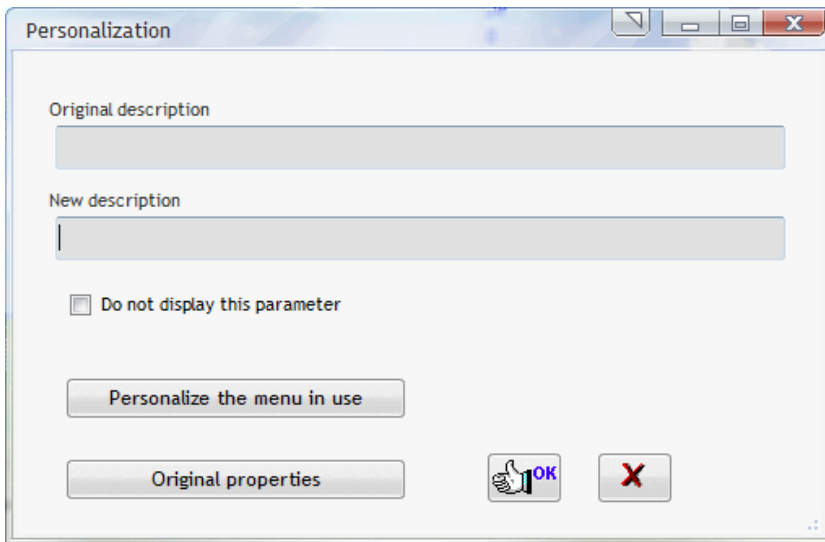 Personalization
Original description
New description
Do not display this parameter
Personalize the menu in use
Original properties
OK
X